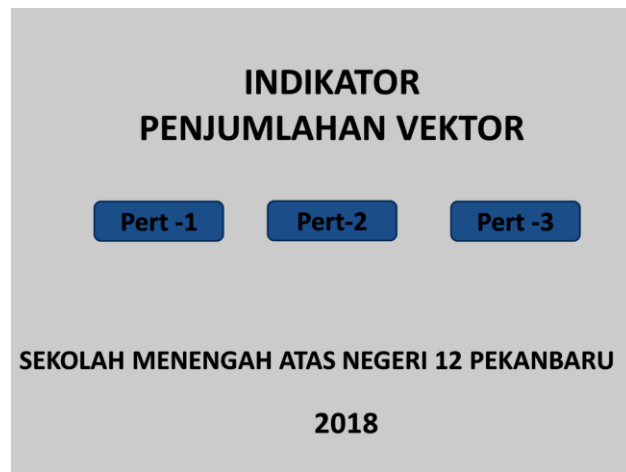 INDIKATOR
PENJUMLAHAN VEKTOR
Pert -1 Pert-2 Pert -3
SEKOLAH MENENGAH ATAS NEGERI 12 PEKANBARU
2018